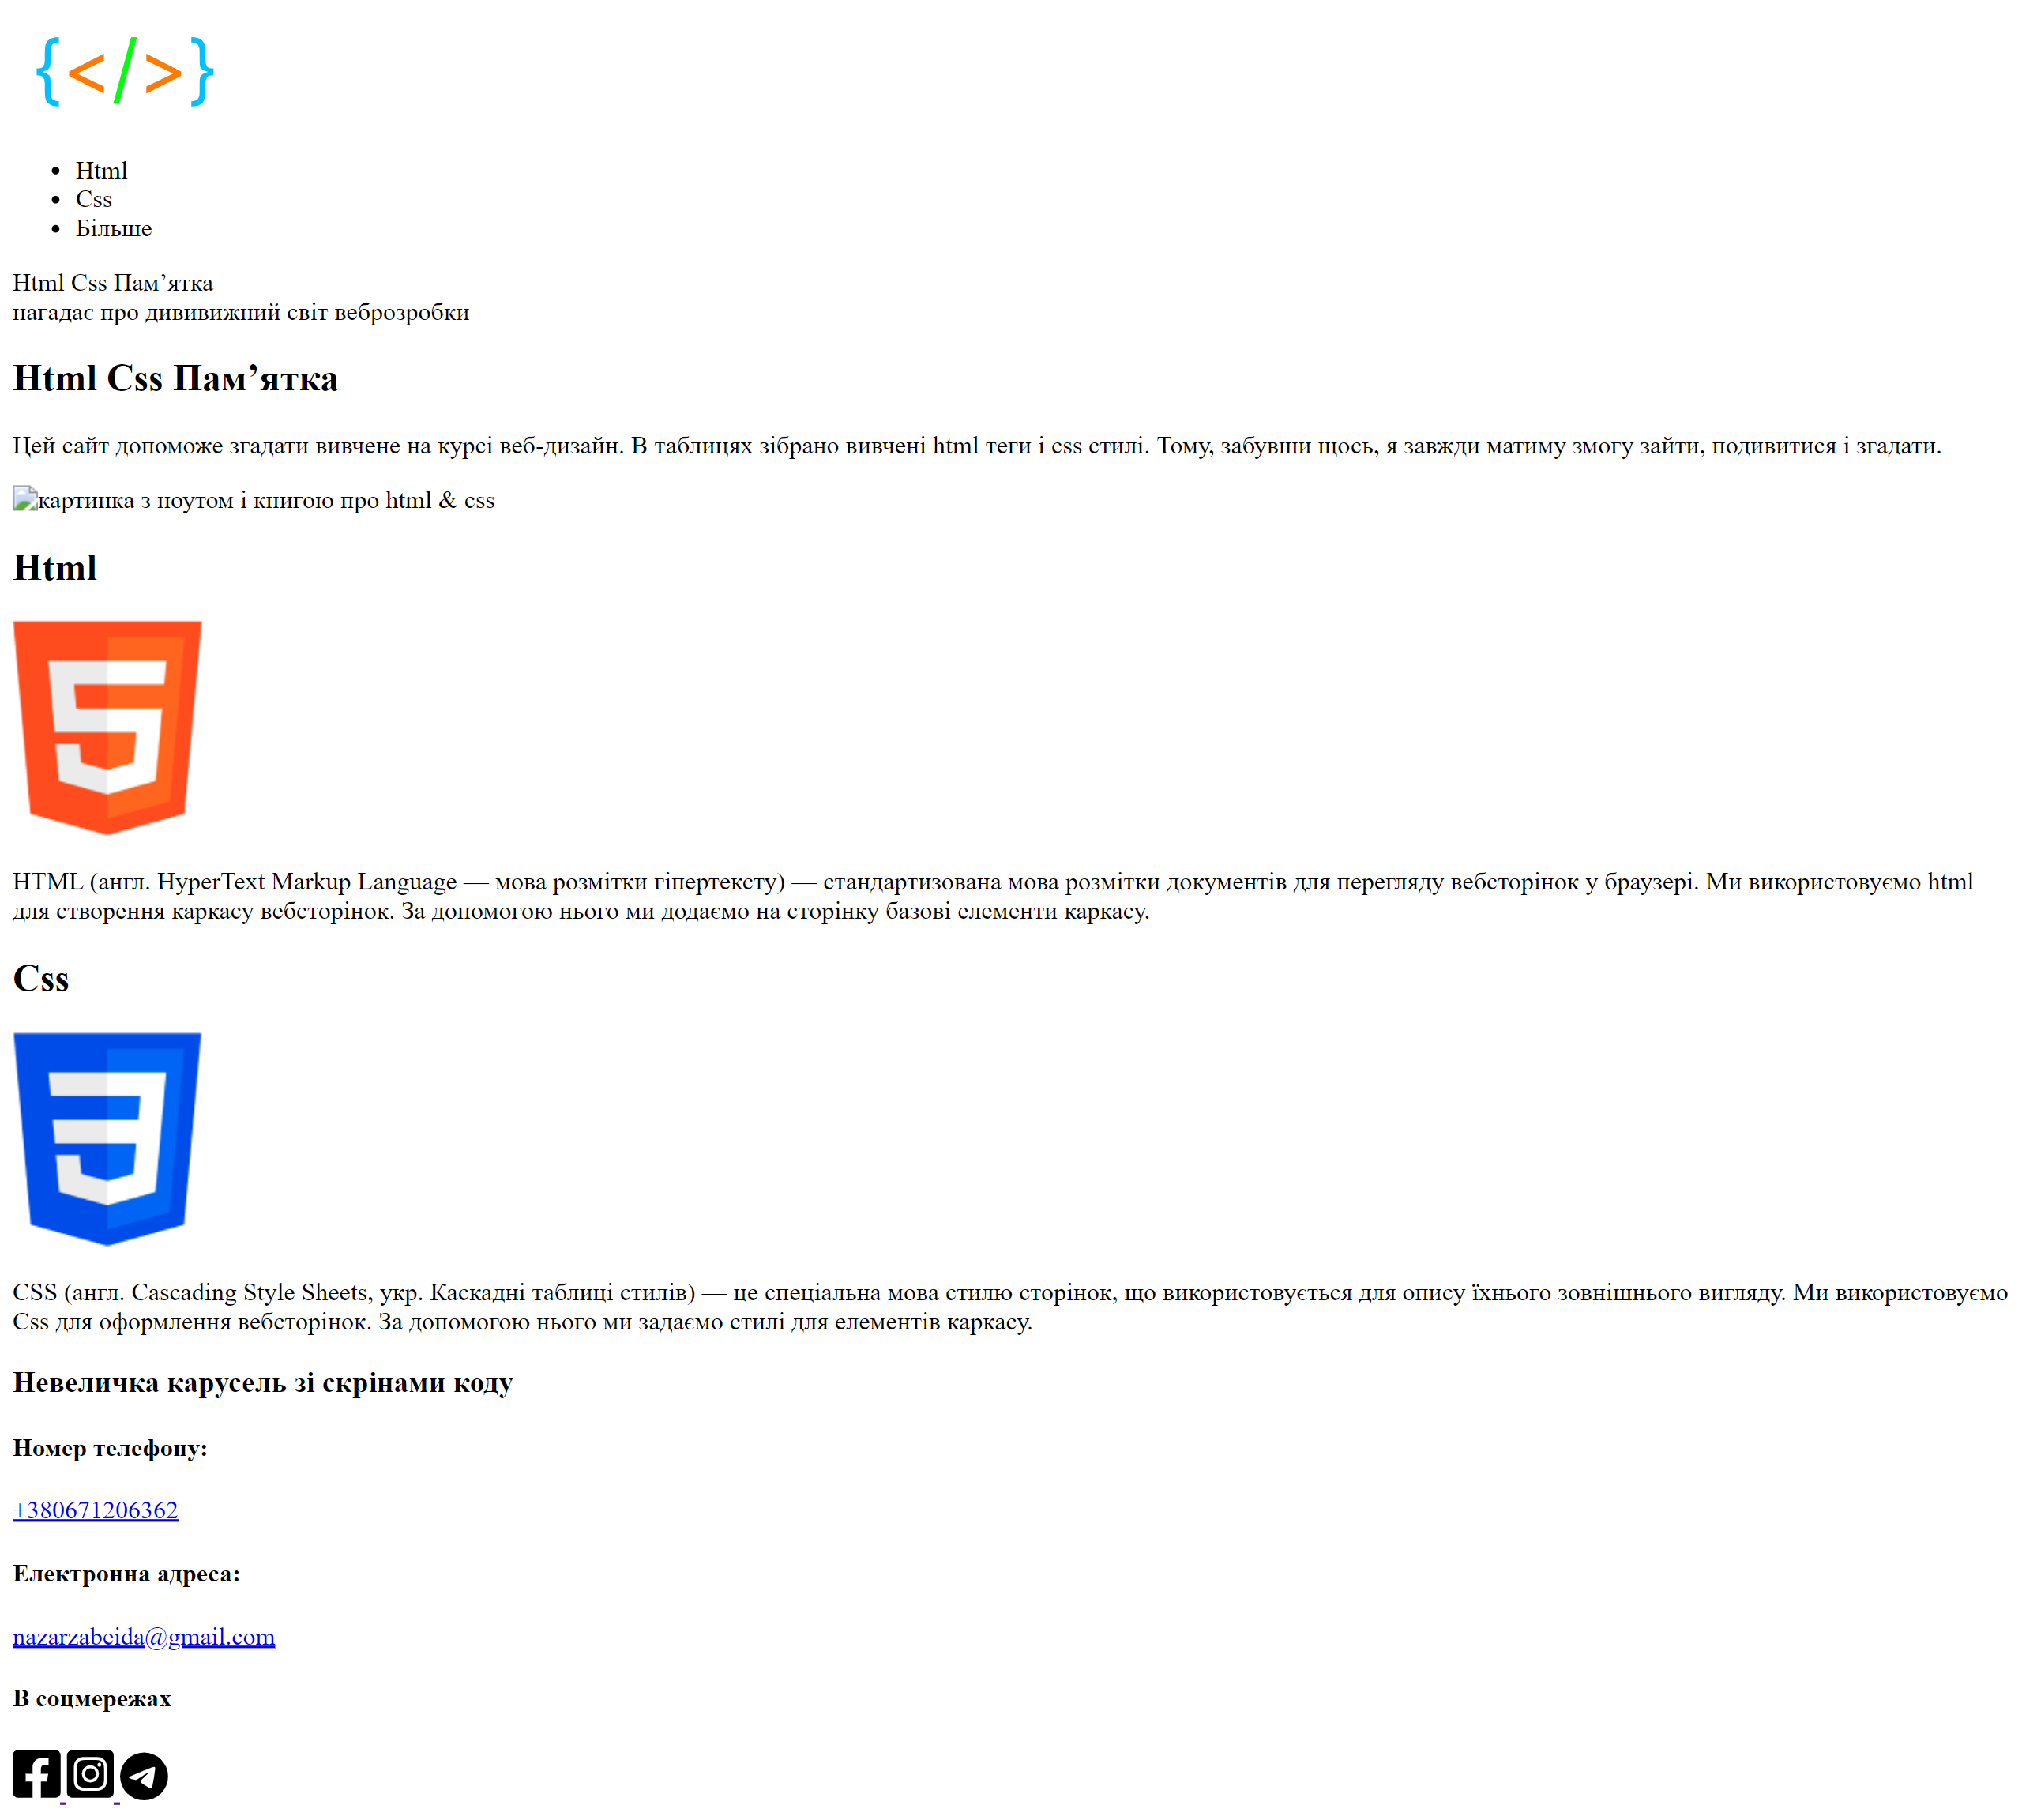 {</>}
Html
Css
Більше
Html Css Пам’ятка
нагадає про дививижний світ веброзробки
Html Css Пам’ятка
Цей сайт допоможе згадати вивчене на курсі веб-дизайн. В таблицях зібрано вивчені html теги і css стилі. Тому, забувши щось, я завжди матиму змогу зайти, подивитися і згадати.
картинка з ноутом і книгою про html & css
Html
HTML (англ. HyperText Markup Language — мова розмітки гіпертексту) — стандартизована мова розмітки документів для перегляду вебсторінок у браузері. Ми використовуємо html
для створення каркасу вебсторінок. За допомогою нього ми додаємо на сторінку базові елементи каркасу.
Css
CSS (англ. Cascading Style Sheets, укр. Каскадні таблиці стилів) — це спеціальна мова стилю сторінок, що використовується для опису їхнього зовнішнього вигляду. Ми використовуємо
Css для оформлення вебсторінок. За допомогою нього ми задаємо стилі для елементів каркасу.
Невеличка карусель зі скрінами коду
Номер телефону:
+380671206362
Електронна адреса:
nazarzabeida@gmail.com
В соцмережах